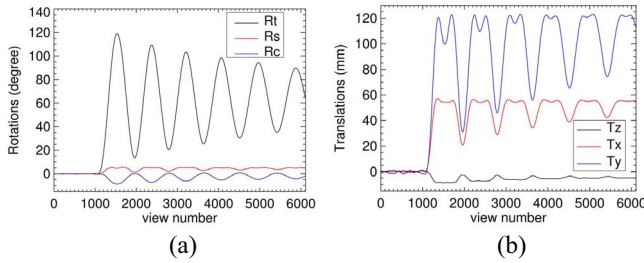 140
120
100
80
60
40
20
0
Rotations (degree)
Rt
Rs
Rc
0 1000 2000 3000 4000 5000 6000
view number
(a)
120
100
80
60
40
20
0
Translations (mm)
Tz
Tx
Ty
0 1000 2000 3000 4000 5000 6000
view number
(b)